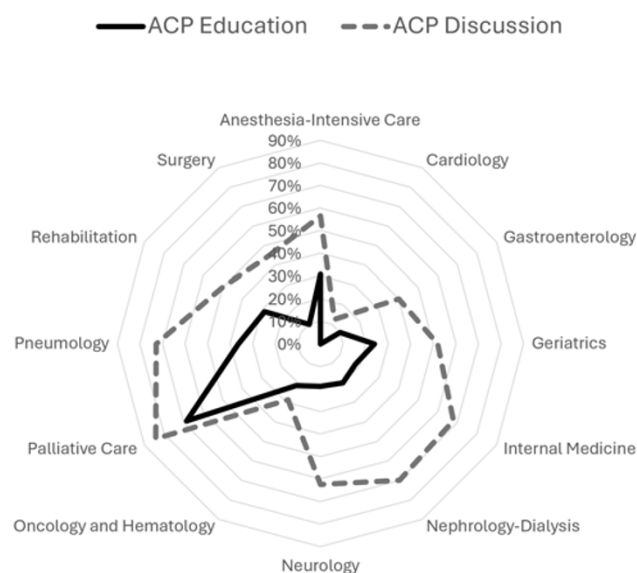 ACP Education ACP Discussion
Anesthesia-Intensive Care
90%
Surgery 80% Cardiology
70%
60%
Rehabilitation 50% Gastroenterology
40%
30%
20%
10%
Pneumology 0% Geriatrics
Palliative Care Internal Medicine
Oncology and Hematology Nephrology-Dialysis
Neurology